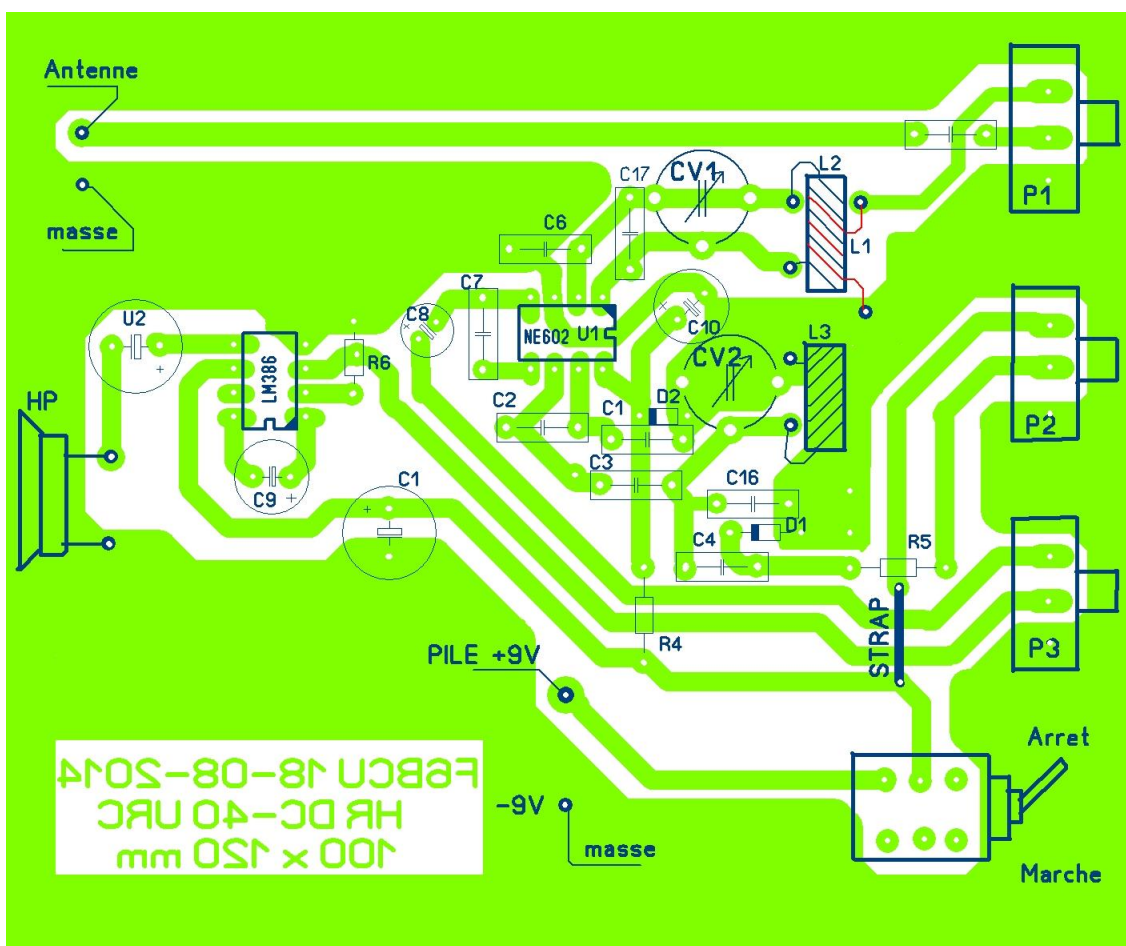 Antenne
masse
P1
L2
L1
C17
CV1
C6
C7
C8
NE602
U1
C10
CV2
L3
U2
+
LM386
R6
HP
C9
+
C2
C1
D2
C3
C16
D1
C4
C1
+
R5
P2
R4
STRAP
P3
PILE +9V
-9V
masse
Arret
Marche
F6BCU 18-08-2014
HR DC-40 URC
100 x 120 mm